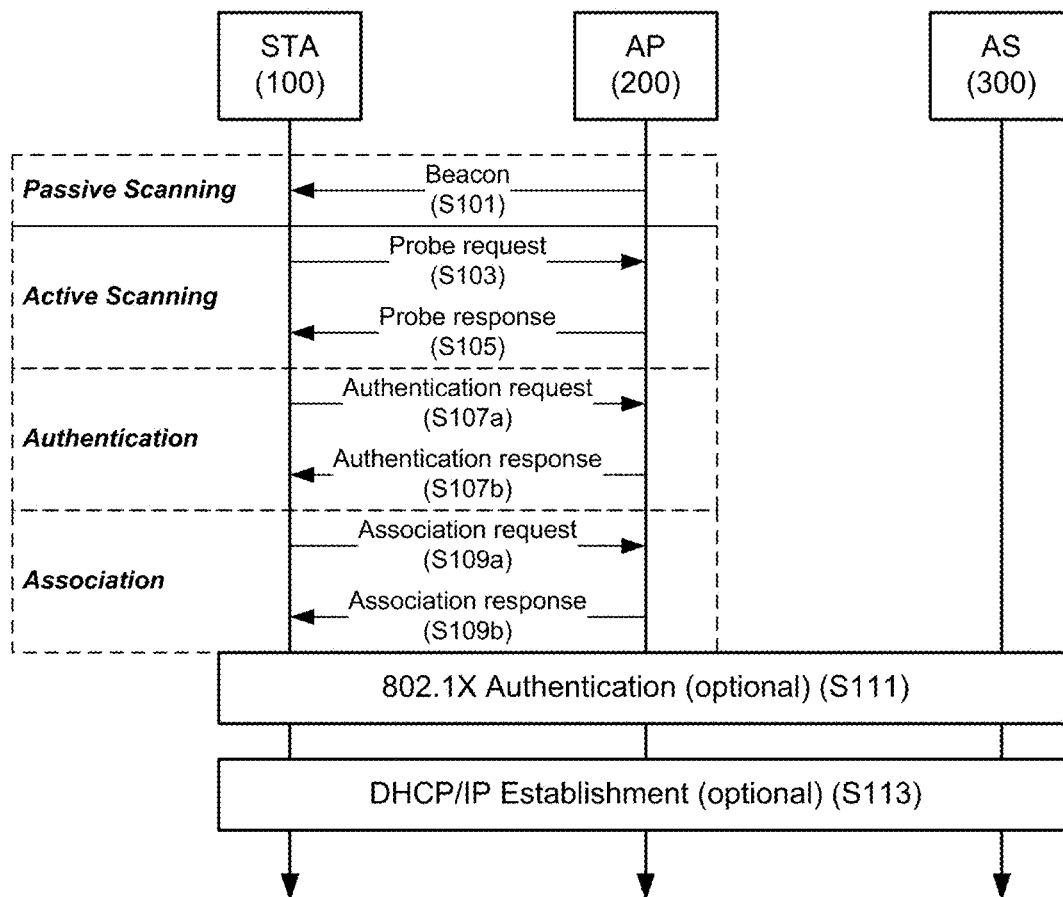 STA
(100)
AP
(200)
AS
(300)
Passive Scanning
Beacon
(S101)
Active Scanning
Probe request
(S103)
Probe response
(S105)
Authentication
Authentication request
(S107a)
Authentication response
(S107b)
Association
Association request
(S109a)
Association response
(S109b)
802.1X Authentication (optional) (S111)
DHCP/IP Establishment (optional) (S113)